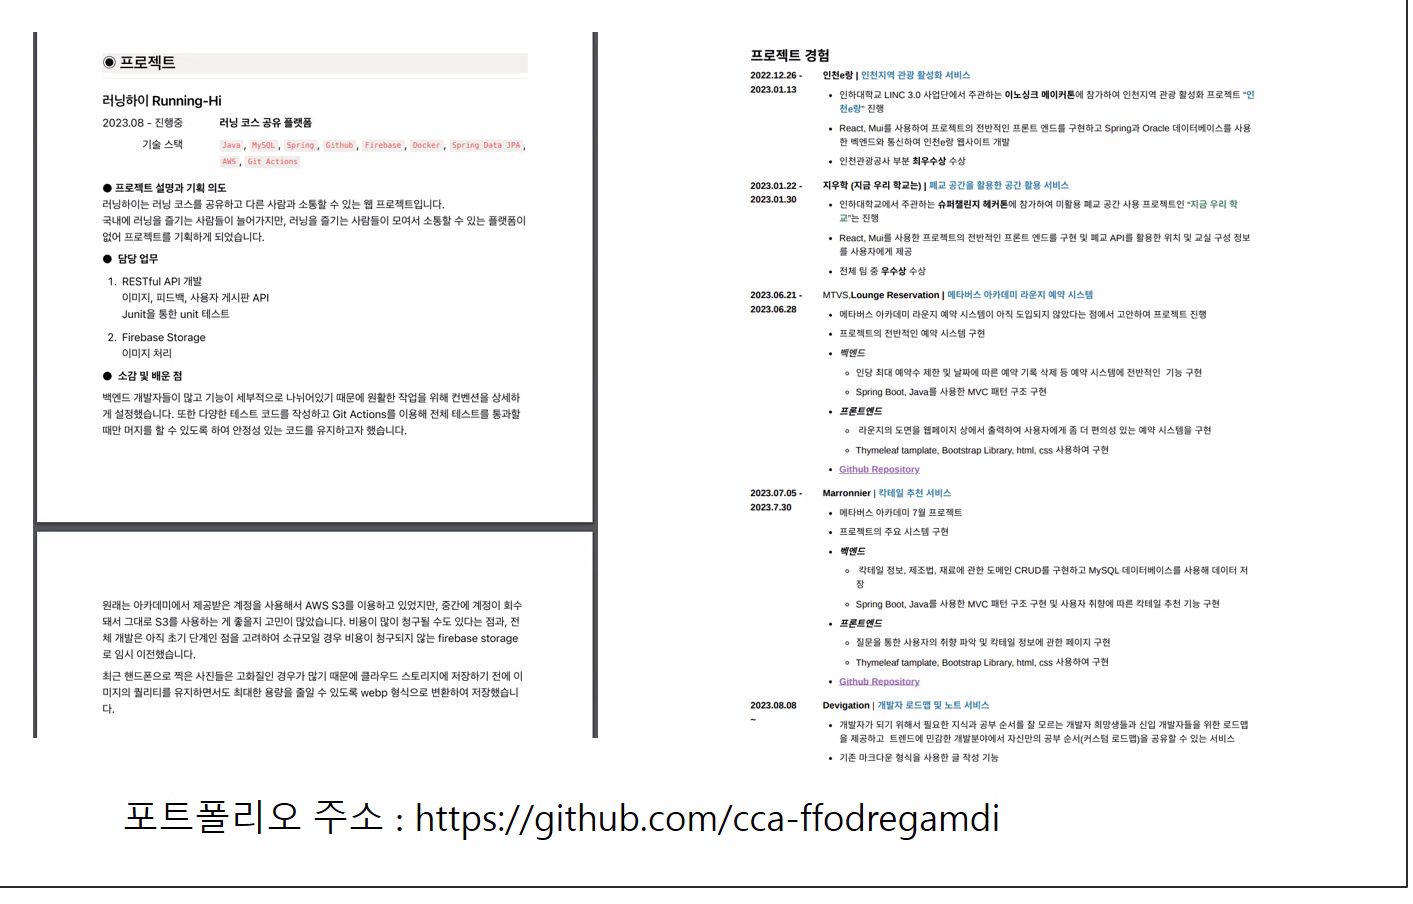 ◉ 프로젝트
러닝하이 Running-Hi
2023.08 - 진행중 러닝 코스 공유 플랫폼
기술 스택 Java , MySQL , Spring , Github , Firebase , Docker , Spring Data JPA ,
AWS , Git Actions
● 프로젝트 설명과 기획 의도
러닝하이는 러닝 코스를 공유하고 다른 사람과 소통할 수 있는 웹 프로젝트입니다.
국내에 러닝을 즐기는 사람들이 늘어가지만, 러닝을 즐기는 사람들이 모여서 소통할 수 있는 플랫폼이
없어 프로젝트를 기획하게 되었습니다.
● 담당 업무
1. RESTful API 개발
이미지, 피드백, 사용자 게시판 API
Junit을 통한 unit 테스트
2. Firebase Storage
이미지 처리
● 소감 및 배운 점
백엔드 개발자들이 많고 기능이 세부적으로 나뉘어있기 때문에 원활한 작업을 위해 컨벤션을 상세하
게 설정했습니다. 또한 다양한 테스트 코드를 작성하고 Git Actions를 이용해 전체 테스트를 통과할
때만 머지를 할 수 있도록 하여 안정성 있는 코드를 유지하고자 했습니다.
원래는 아카데미에서 제공받은 계정을 사용해서 AWS S3를 이용하고 있었지만, 중간에 계정이 회수
돼서 그대로 S3를 사용하는 게 좋을지 고민이 많았습니다. 비용이 많이 청구될 수도 있다는 점과, 전
체 개발은 아직 초기 단계인 점을 고려하여 소규모일 경우 비용이 청구되지 않는 firebase storage
로 임시 이전했습니다.
최근 핸드폰으로 찍은 사진들은 고화질인 경우가 많기 때문에 클라우드 스토리지에 저장하기 전에 이
미지의 퀄리티를 유지하면서도 최대한 용량을 줄일 수 있도록 webp 형식으로 변환하여 저장했습니
다.
프로젝트 경험
2022.12.26 - 인천e랑 | 인천지역 관광 활성화 서비스
2023.01.13
• 인하대학교 LINC 3.0 사업단에서 주관하는 이노싱크 메이커톤에 참가하여 인천지역 관광 활성화 프로젝트 “인
천e랑” 진행
• React, Mui를 사용하여 프로젝트의 전반적인 프론트 엔드를 구현하고 Spring과 Oracle 데이터베이스를 사용
한 벡엔드와 통신하여 인천e랑 웹사이트 개발
• 인천관광공사 부분 최우수상 수상
2023.01.22 - 지우학 (지금 우리 학교는) | 폐교 공간을 활용한 공간 활용 서비스
2023.01.30
• 인하대학교에서 주관하는 슈퍼챌린지 헤커톤에 참가하여 미활용 폐교 공간 사용 프로젝트인 “지금 우리 학
교”는 진행
• React, Mui를 사용한 프로젝트의 전반적인 프론트 엔드를 구현 및 폐교 API를 활용한 위치 및 교실 구성 정보
를 사용자에게 제공
• 전체 팀 중 우수상 수상
2023.06.21 - MTVS,Lounge Reservation | 메타버스 아카데미 라운지 예약 시스템
2023.06.28
• 메타버스 아카데미 라운지 예약 시스템이 아직 도입되지 않았다는 점에서 고안하여 프로젝트 진행
• 프로젝트의 전반적인 예약 시스템 구현
• 벡엔드
◦ 인당 최대 예약수 제한 및 날짜에 따른 예약 기록 삭제 등 예약 시스템에 전반적인 기능 구현
◦ Spring Boot, Java를 사용한 MVC 패턴 구조 구현
• 프론트엔드
◦ 라운지의 도면을 웹페이지 상에서 출력하여 사용자에게 좀 더 편의성 있는 예약 시스템을 구현
◦ Thymeleaf tamplate, Bootstrap Library, html, css 사용하여 구현
• Github Repository
2023.07.05 - Marronnier | 칵테일 추천 서비스
2023.7.30
• 메타버스 아카데미 7월 프로젝트
• 프로젝트의 주요 시스템 구현
• 벡엔드
◦ 칵테일 정보, 제조법, 재료에 관한 도메인 CRUD를 구현하고 MySQL 데이터베이스를 사용해 데이터 저
장
◦ Spring Boot, Java를 사용한 MVC 패턴 구조 구현 및 사용자 취향에 따른 칵테일 추천 기능 구현
• 프론트엔드
◦ 질문을 통한 사용자의 취향 파악 및 칵테일 정보에 관한 페이지 구현
◦ Thymeleaf tamplate, Bootstrap Library, html, css 사용하여 구현
• Github Repository
2023.08.08 Devigation | 개발자 로드맵 및 노트 서비스
~
• 개발자가 되기 위해서 필요한 지식과 공부 순서를 잘 모르는 개발자 희망생들과 신입 개발자들을 위한 로드맵
을 제공하고 트렌드에 민감한 개발분야에서 자신만의 공부 순서(커스텀 로드맵)을 공유할 수 있는 서비스
• 기존 마크다운 형식을 사용한 글 작성 기능
포트폴리오 주소 : https://github.com/cca-ffodregamdi